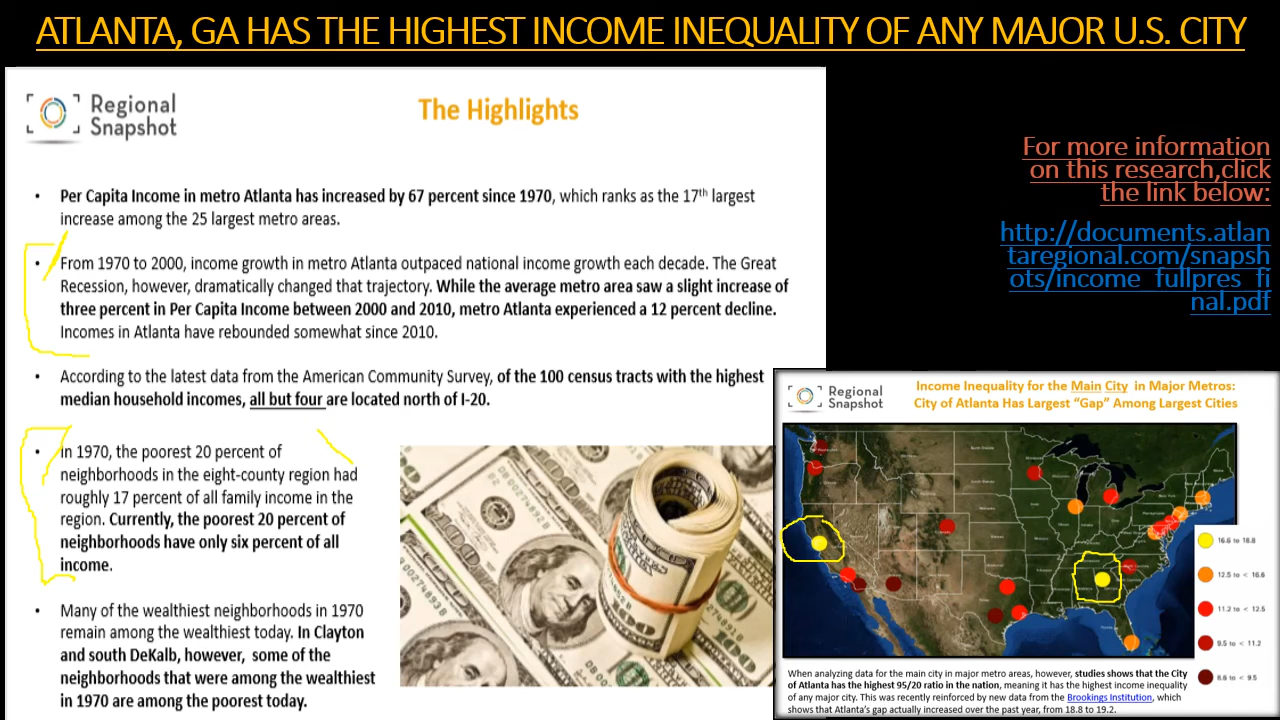 ATLANTA, GA HAS THE HIGHEST INCOME INEQUALITY OF ANY MAJOR U.S. CITY
Regional
Snapshot
The Highlights
• Per Capita Income in metro Atlanta has increased by 67 percent since 1970, which ranks as the 17th largest
increase among the 25 largest metro areas.
• From 1970 to 2000, income growth in metro Atlanta outpaced national income growth each decade. The Great
Recession, however, dramatically changed that trajectory. While the average metro area saw a slight increase of
three percent in Per Capita Income between 2000 and 2010, metro Atlanta experienced a 12 percent decline.
Incomes in Atlanta have rebounded somewhat since 2010.
• According to the latest data from the American Community Survey, of the 100 census tracts with the highest
median household incomes, all but four are located north of I-20.
• In 1970, the poorest 20 percent of
neighborhoods in the eight-county region had
roughly 17 percent of all family income in the
region. Currently, the poorest 20 percent of
neighborhoods have only six percent of all
income.
• Many of the wealthiest neighborhoods in 1970
remain among the wealthiest today. In Clayton
and south DeKalb, however, some of the
neighborhoods that were among the wealthiest
in 1970 are among the poorest today.
For more information
on this research,click
the link below:
http://documents.atlan
taregional.com/snapsh
ots/income_fullpres_fi
nal.pdf
Regional
Snapshot
Income Inequality for the Main City in Major Metros:
City of Atlanta Has Largest “Gap” Among Largest Cities
16.6 to 18.8
12.5 to < 16.6
11.2 to < 12.5
9.5 to < 11.2
8.6 to < 9.5
When analyzing data for the main city in major metro areas, however, studies shows that the City
of Atlanta has the highest 95/20 ratio in the nation, meaning it has the highest income inequality
of any major city. This was recently reinforced by new data from the Brookings Institution, which
shows that Atlanta’s gap actually increased over the past year, from 18.8 to 19.2.